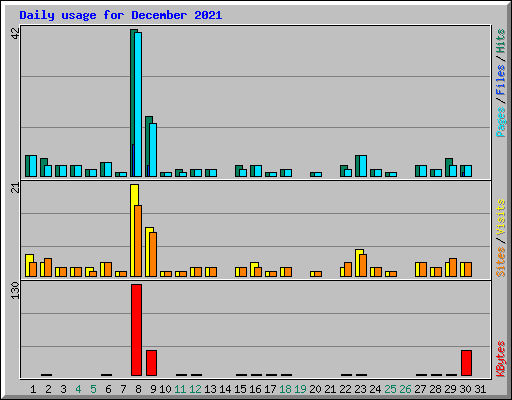 Daily usage for December 2021
42
Pages / Files / Hits
21
Sites / Visits
130
KBytes
1 2 3 4 5 6 7 8 9 10 11 12 13 14 15 16 17 18 19 20 21 22 23 24 25 26 27 28 29 30 31